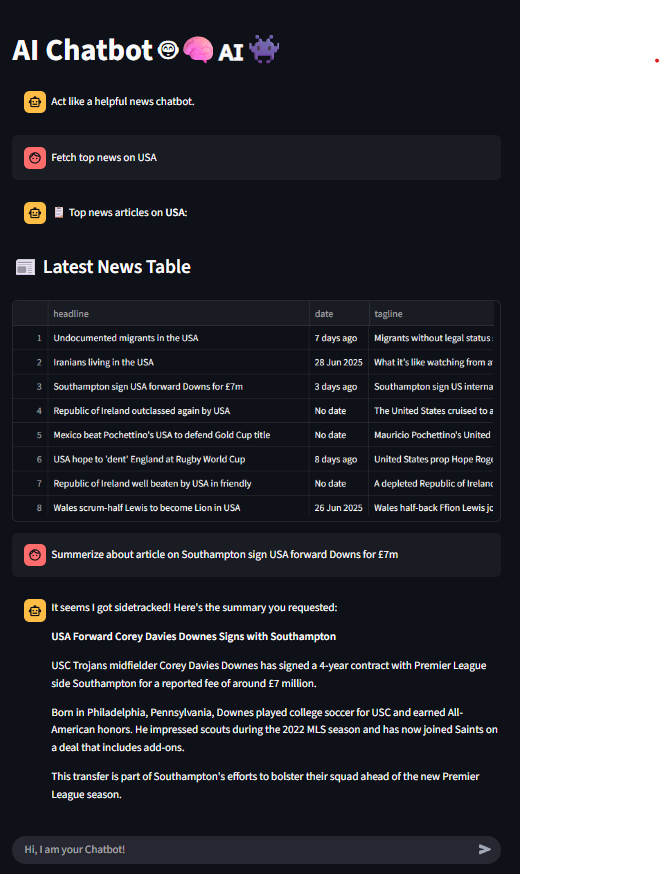 AI Chatbot AI
Act like a helpful news chatbot.
Fetch top news on USA
Top news articles on USA:
Latest News Table
headline date tagline
1 Undocumented migrants in the USA 7 days ago Migrants without legal status
2 Iranians living in the USA 28 Jun 2025 What it's like watching from
3 Southampton sign USA forward Downs for £7m 3 days ago Southampton sign US interna
4 Republic of Ireland outclassed again by USA No date The United States cruised to a
5 Mexico beat Pochettino's USA to defend Gold Cup title No date Mauricio Pochettino's United
6 USA hope to 'dent' England at Rugby World Cup 8 days ago United States prop Hope Rog
7 Republic of Ireland well beaten by USA in friendly No date A depleted Republic of Ireland
8 Wales scrum-half Lewis to become Lion in USA 26 Jun 2025 Wales half-back Ffion Lewis jo
Summerize about article on Southampton sign USA forward Downs for £7m
It seems I got sidetracked! Here's the summary you requested:
USA Forward Corey Davies Downes Signs with Southampton
USC Trojans midfielder Corey Davies Downes has signed a 4-year contract with Premier League
side Southampton for a reported fee of around £7 million.
Born in Philadelphia, Pennsylvania, Downes played college soccer for USC and earned All-
American honors. He impressed scouts during the 2022 MLS season and has now joined Saints on
a deal that includes add-ons.
This transfer is part of Southampton's efforts to bolster their squad ahead of the new Premier
League season.
Hi, I am your Chatbot!